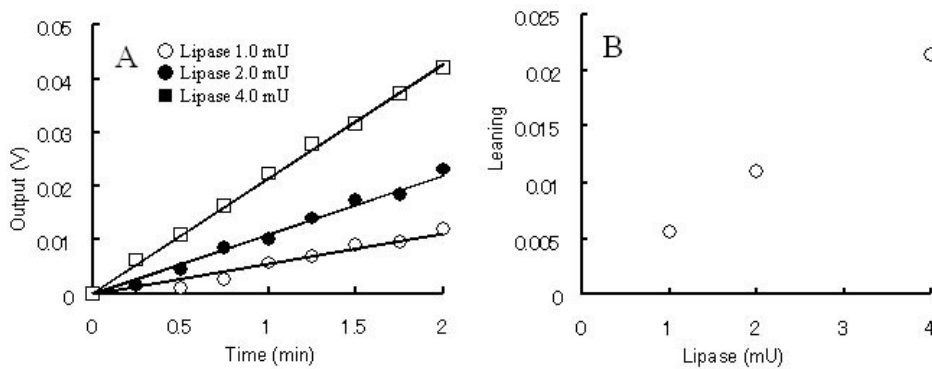 A
Lipase 1.0 mU
Lipase 2.0 mU
Lipase 4.0 mU
0.05
0.04
0.03
0.02
0.01
0
Output (V)
0 0.5 1 1.5 2
Time (min)
B
0.025
0.02
0.015
0.01
0.005
0
Leaning
0 1 2 3 4
Lipase (mU)